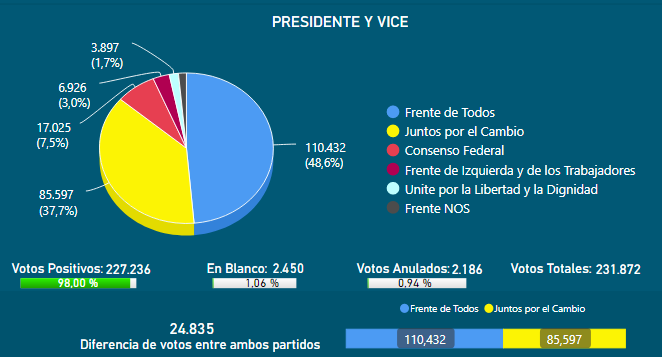 PRESIDENTE Y VICE
3.897
(1,7%)
6.926
(3,0%)
17.025
(7,5%)
85.597
(37,7%)
110.432
(48,6%)
Frente de Todos
Juntos por el Cambio
Consenso Federal
Frente de Izquierda y de los Trabajadores
Unite por la Libertad y la Dignidad
Frente NOS
Votos Positivos: 227.236
98,00 %
En Blanco: 2.450
1,06 %
Votos Anulados: 2.186
0,94 %
Votos Totales: 231.872
24.835
Diferencia de votos entre ambos partidos
Frente de Todos Juntos por el Cambio
110,432 85,597